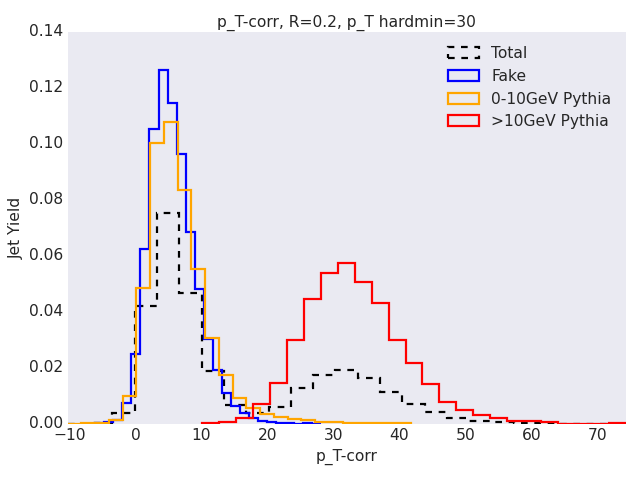 p_T-corr, R=0.2, p_T hardmin=30
0.14
0.12
0.10
0.08
0.06
0.04
0.02
0.00
Jet Yield
Total
Fake
0-10GeV Pythia
>10GeV Pythia
−10 0 10 20 30 40 50 60 70
p_T-corr